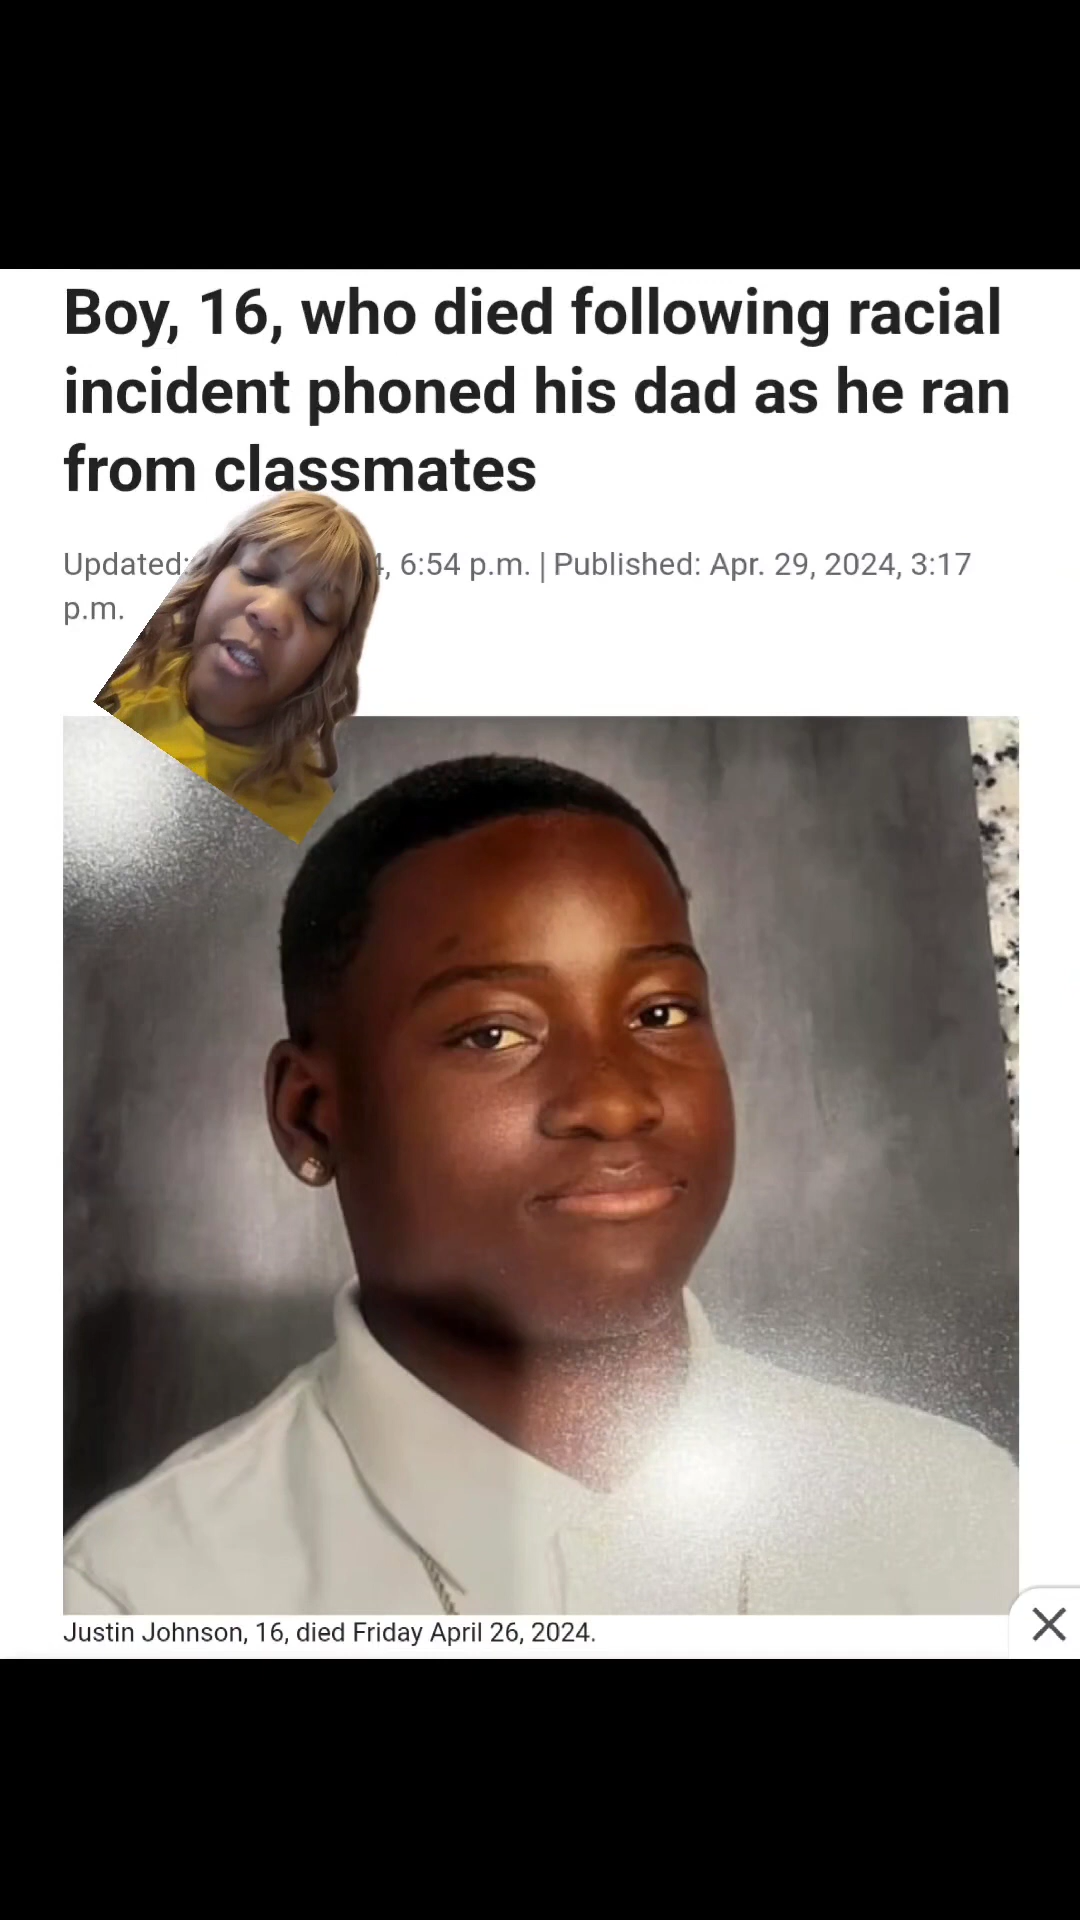 Boy, 16, who died following racial
incident phoned his dad as he ran
from classmates
Updated: 6:54 p.m. | Published: Apr. 29, 2024, 3:17
p.m.
Justin Johnson, 16, died Friday April 26, 2024.